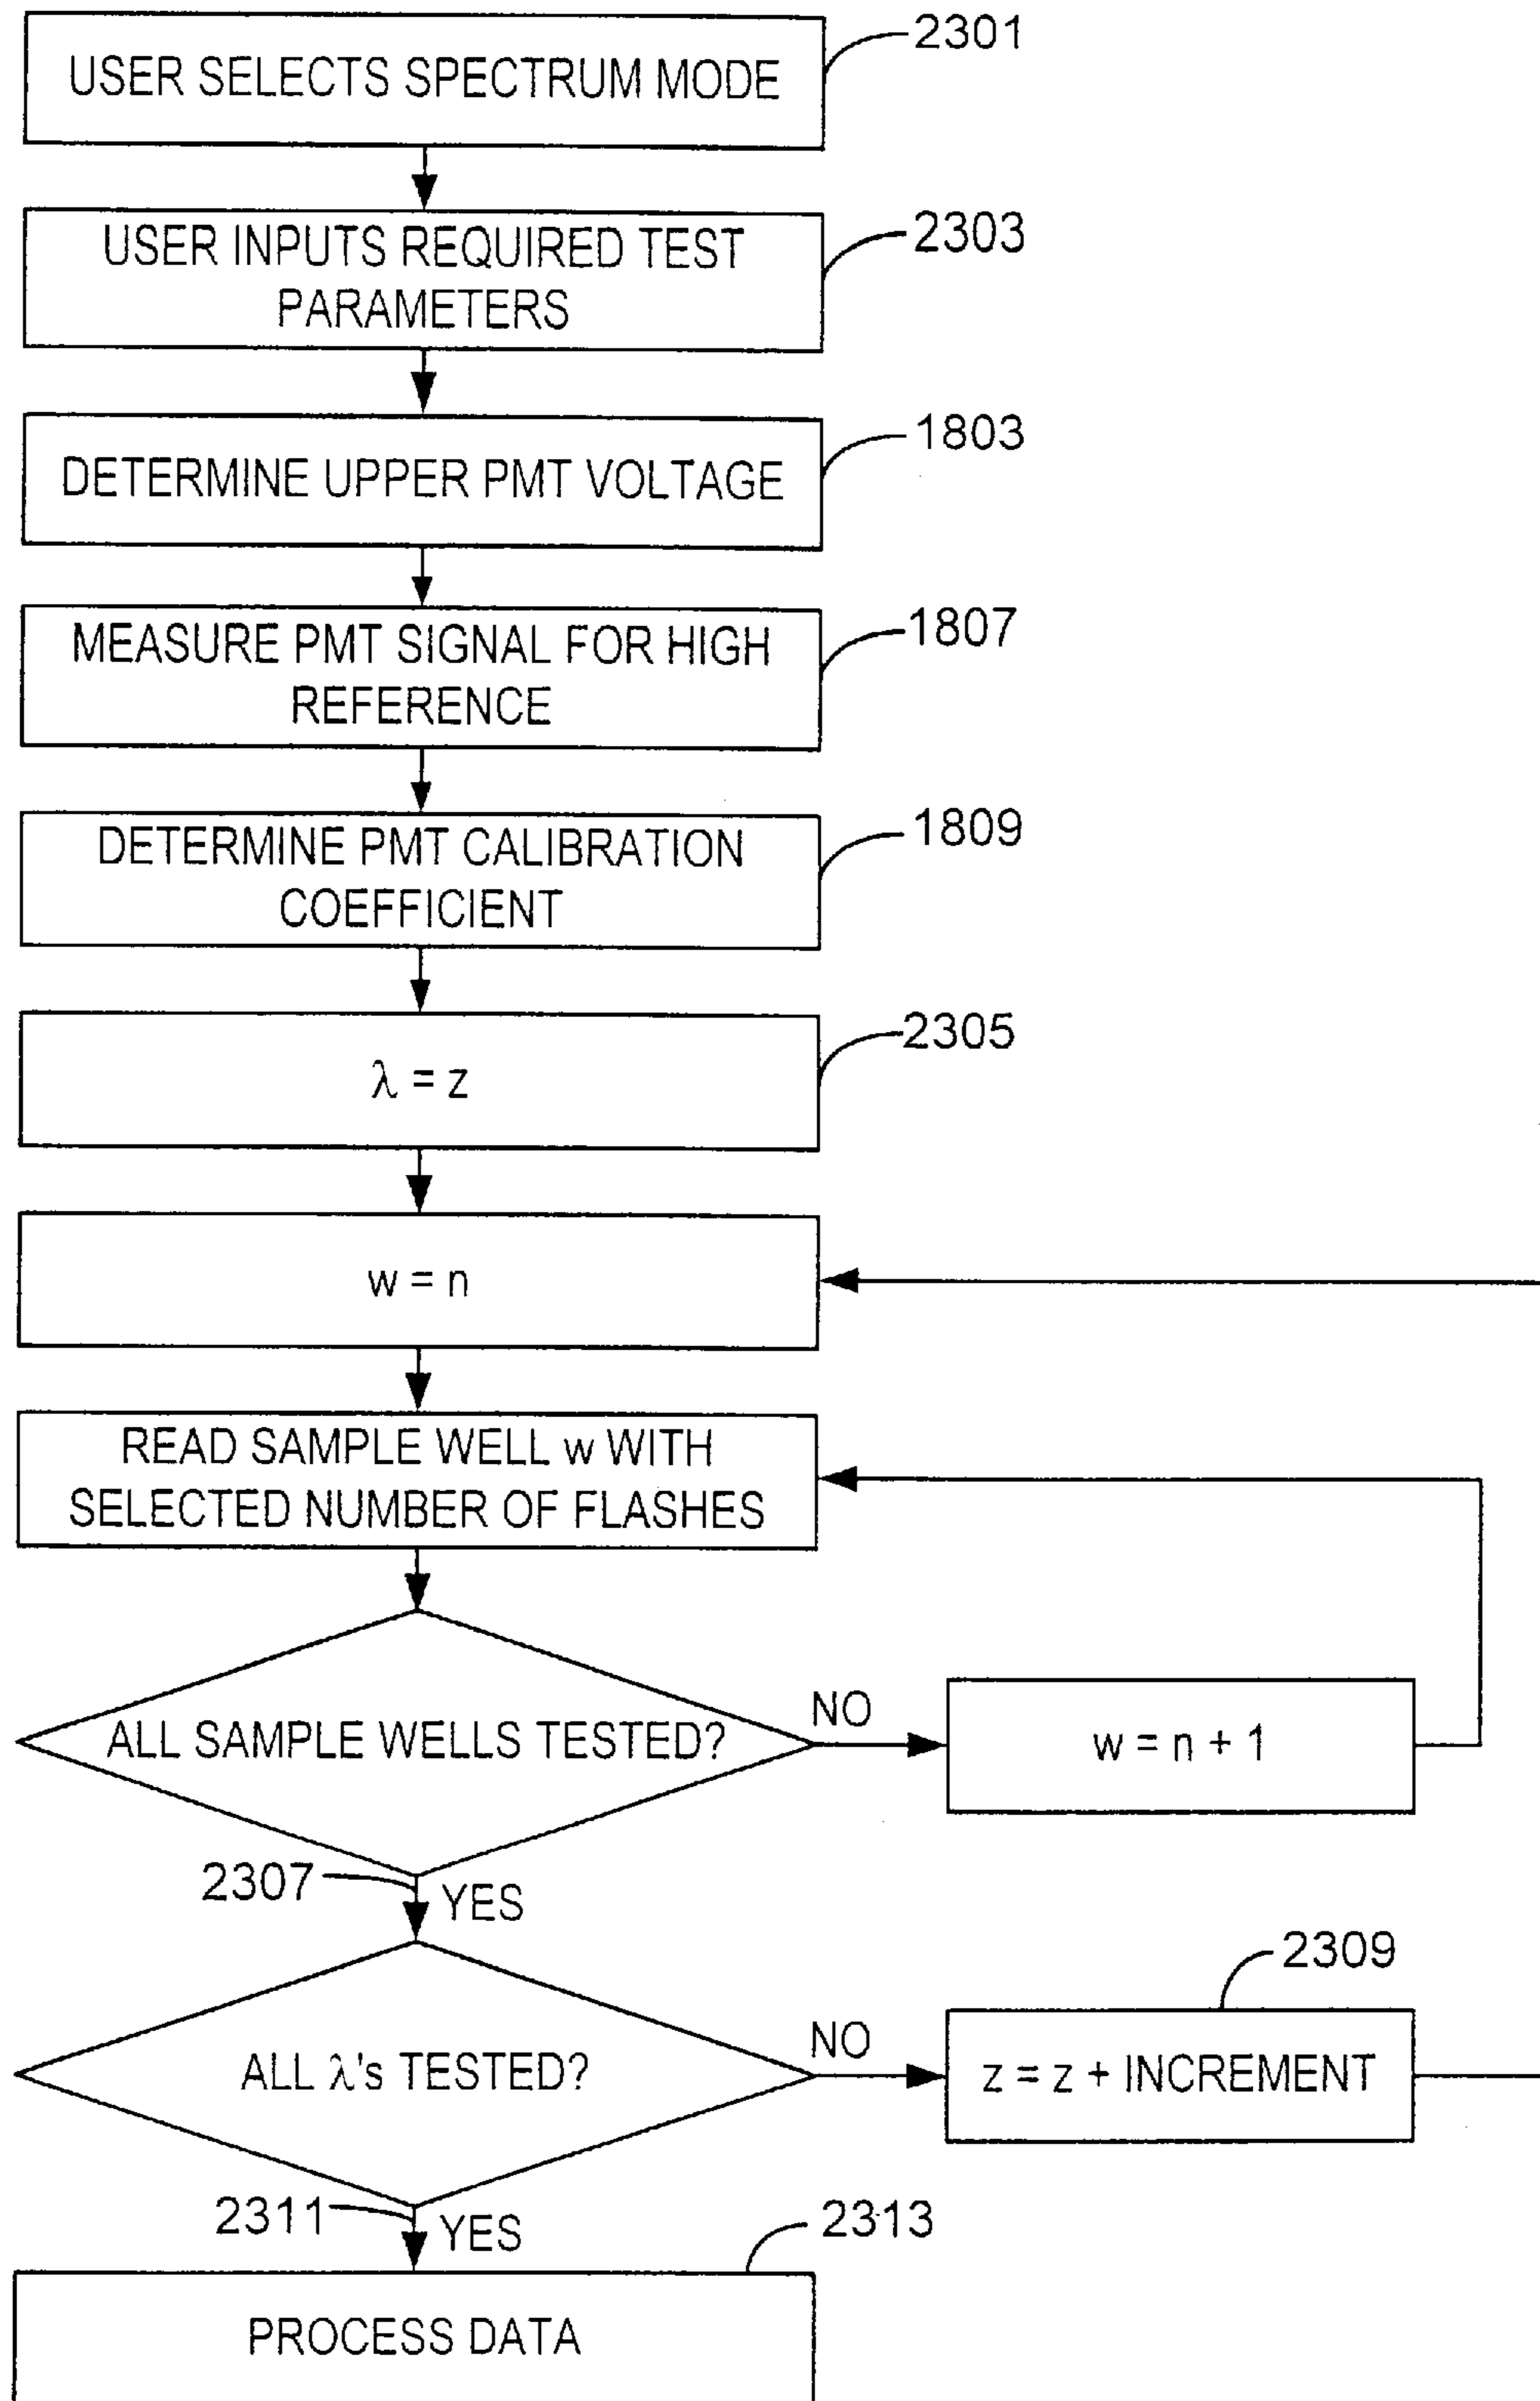 2301
USER SELECTS SPECTRUM MODE
2303
USER INPUTS REQUIRED TEST
PARAMETERS
1803
DETERMINE UPPER PMT VOLTAGE
1807
MEASURE PMT SIGNAL FOR HIGH
REFERENCE
1809
DETERMINE PMT CALIBRATION
COEFFICIENT
2305
λ = z
w = n
READ SAMPLE WELL w WITH
SELECTED NUMBER OF FLASHES
ALL SAMPLE WELLS TESTED?
NO
w = n + 1
2307
YES
2309
ALL λ's TESTED?
NO
z = z + INCREMENT
2311
YES
2313
PROCESS DATA